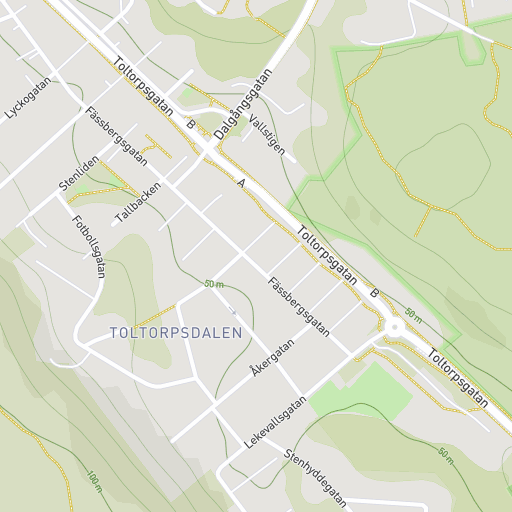 Toltorpsgatan
Lyckogatan
Dalgångsgatan
Fässbergsgatan
B
Vallstigen
Stenliden
A
Tallbacken
Fotbollsgatan
Toltorpsgatan
50 m
Fässbergsgatan
B
50 m
TOLTORPSDALEN
Åkergatan
Toltorpsgatan
Lekevallsgatan
Stenhyddegatan
50 m
100 m